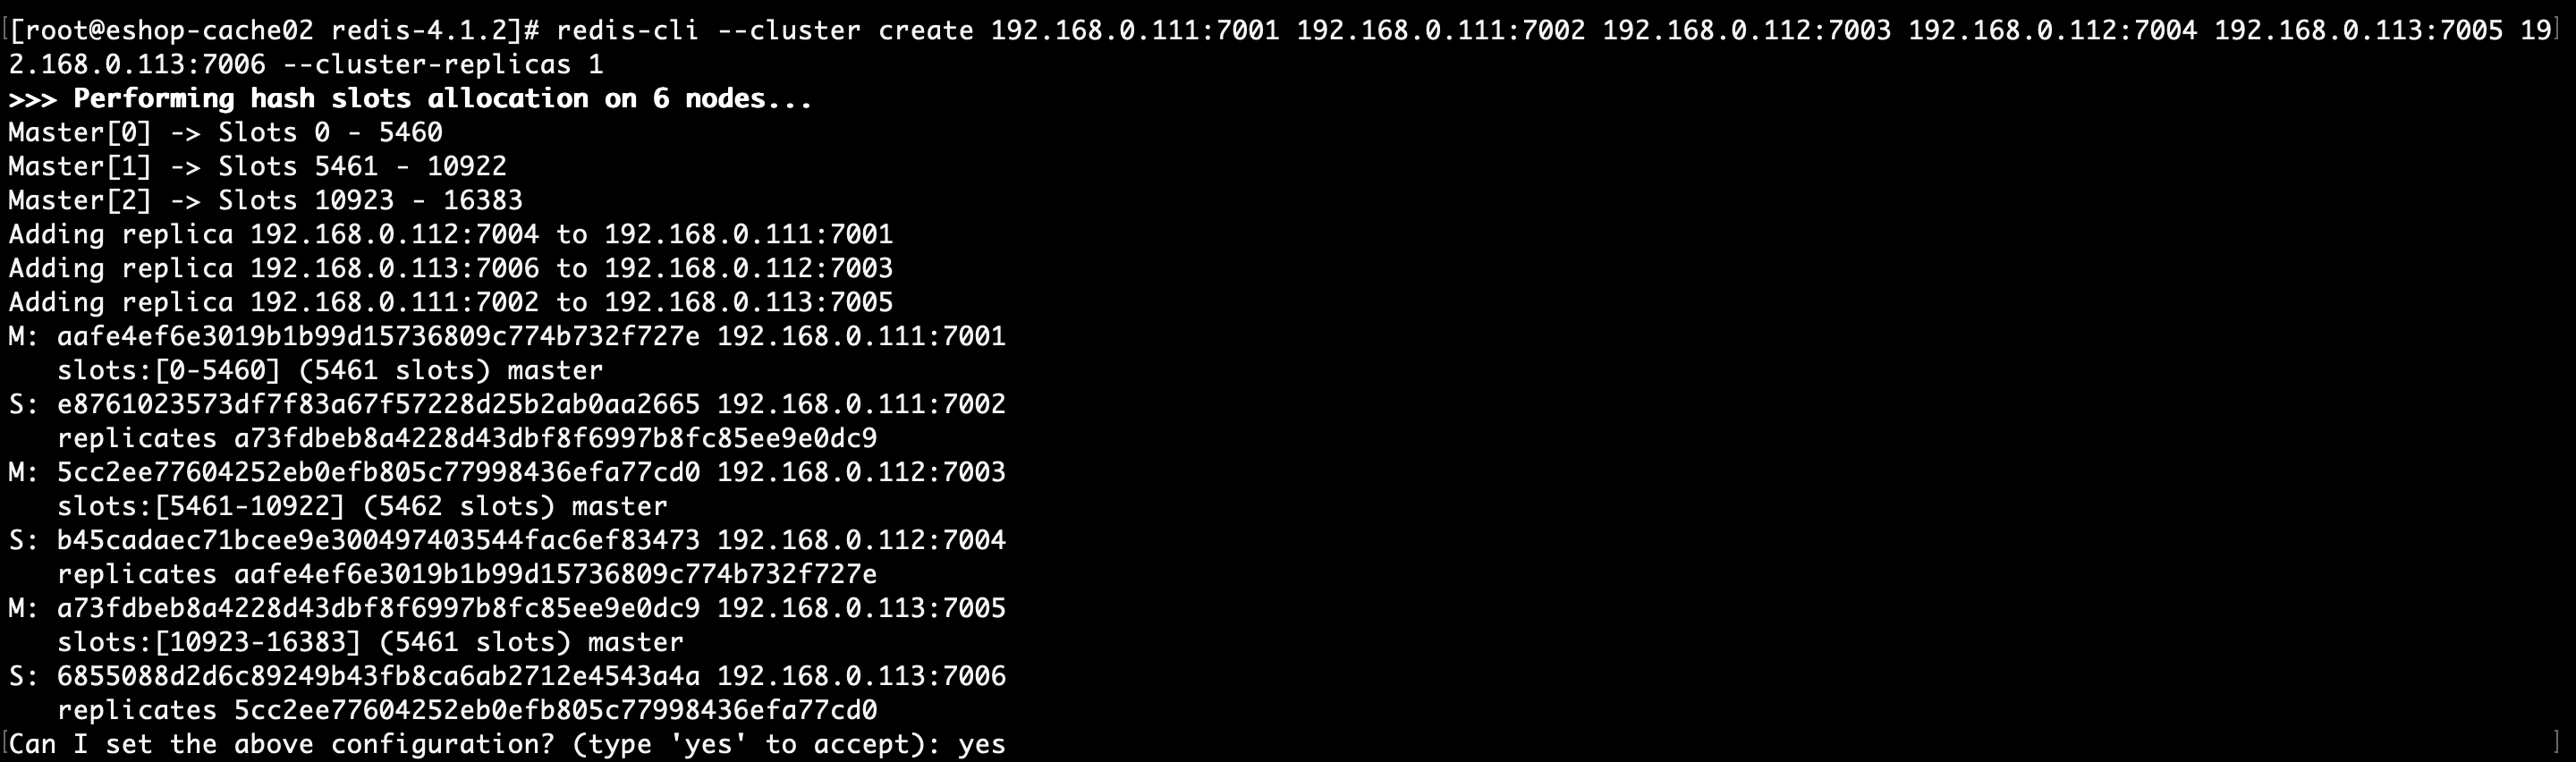 [root@eshop-cache02 redis-4.1.2]# redis-cli --cluster create 192.168.0.111:7001 192.168.0.111:7002 192.168.0.112:7003 192.168.0.112:7004 192.168.0.113:7005 19
2.168.0.113:7006 --cluster-replicas 1
>>> Performing hash slots allocation on 6 nodes...
Master[0] -> Slots 0 - 5460
Master[1] -> Slots 5461 - 10922
Master[2] -> Slots 10923 - 16383
Adding replica 192.168.0.112:7004 to 192.168.0.111:7001
Adding replica 192.168.0.113:7006 to 192.168.0.112:7003
Adding replica 192.168.0.111:7002 to 192.168.0.113:7005
M: aafe4ef6e3019b1b99d15736809c774b732f727e 192.168.0.111:7001
   slots:[0-5460] (5461 slots) master
S: e8761023573df7f83a67f57228d25b2ab0aa2665 192.168.0.111:7002
   replicates a73fdbeb8a4228d43dbf8f6997b8fc85ee9e0dc9
M: 5cc2ee77604252eb0efb805c77998436efa77cd0 192.168.0.112:7003
   slots:[5461-10922] (5462 slots) master
S: b45cadaec71bcee9e300497403544fac6ef83473 192.168.0.112:7004
   replicates aafe4ef6e3019b1b99d15736809c774b732f727e
M: a73fdbeb8a4228d43dbf8f6997b8fc85ee9e0dc9 192.168.0.113:7005
   slots:[10923-16383] (5461 slots) master
S: 6855088d2d6c89249b43fb8ca6ab2712e4543a4a 192.168.0.113:7006
   replicates 5cc2ee77604252eb0efb805c77998436efa77cd0
Can I set the above configuration? (type 'yes' to accept): yes